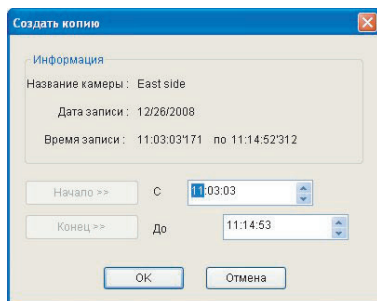 Создать копию
Информация
Название камеры : East side
Дата записи : 12/26/2008
Время записи : 11:03:03'171 по 11:14:52'312
Начало >> С 11:03:03
Конец >> До 11:14:53
OK Отмена